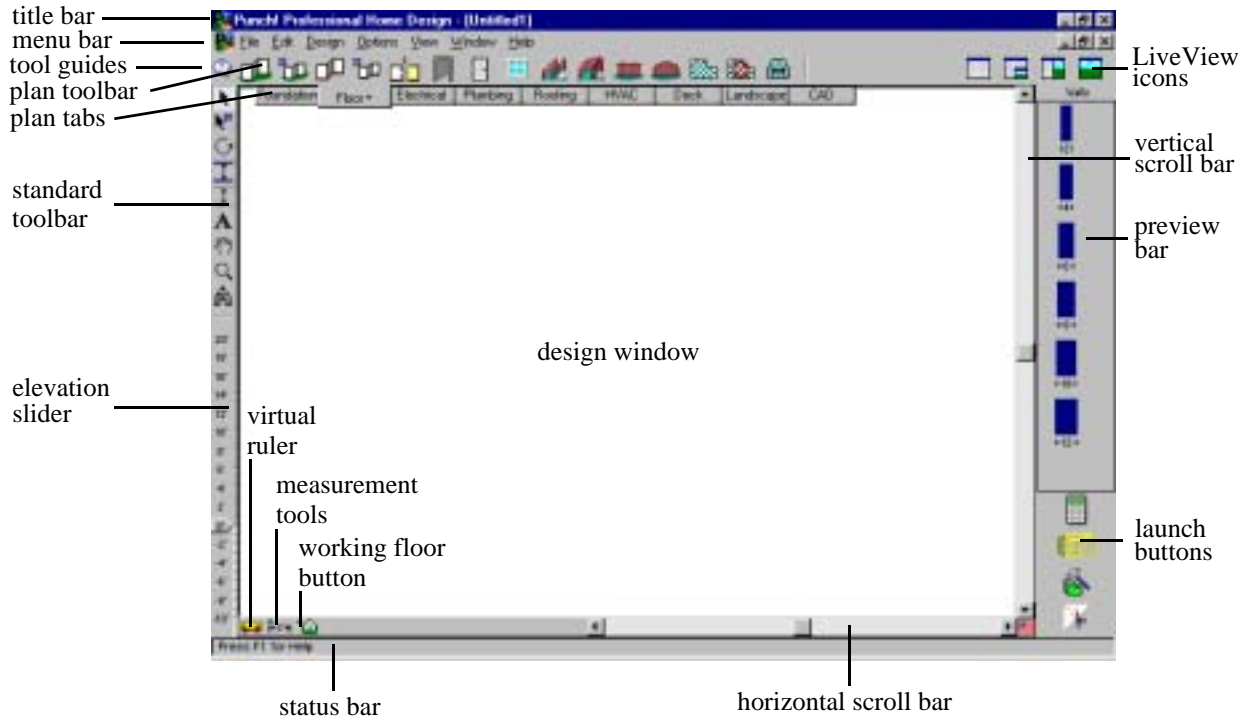 title bar
Punch! Professional Home Design - [Untitled1]
menu bar
File Edit Design Options View Window Help
tool guides
plan toolbar
LiveView
icons
plan tabs
Foundation Floor Electrical Plumbing Roofing HVAC Deck Landscape CAD
Walls
vertical
scroll bar
standard
toolbar
A
preview
bar
design window
elevation
slider
virtual
ruler
measurement
tools
working floor
button
launch
buttons
Press F1 for Help
status bar
horizontal scroll bar